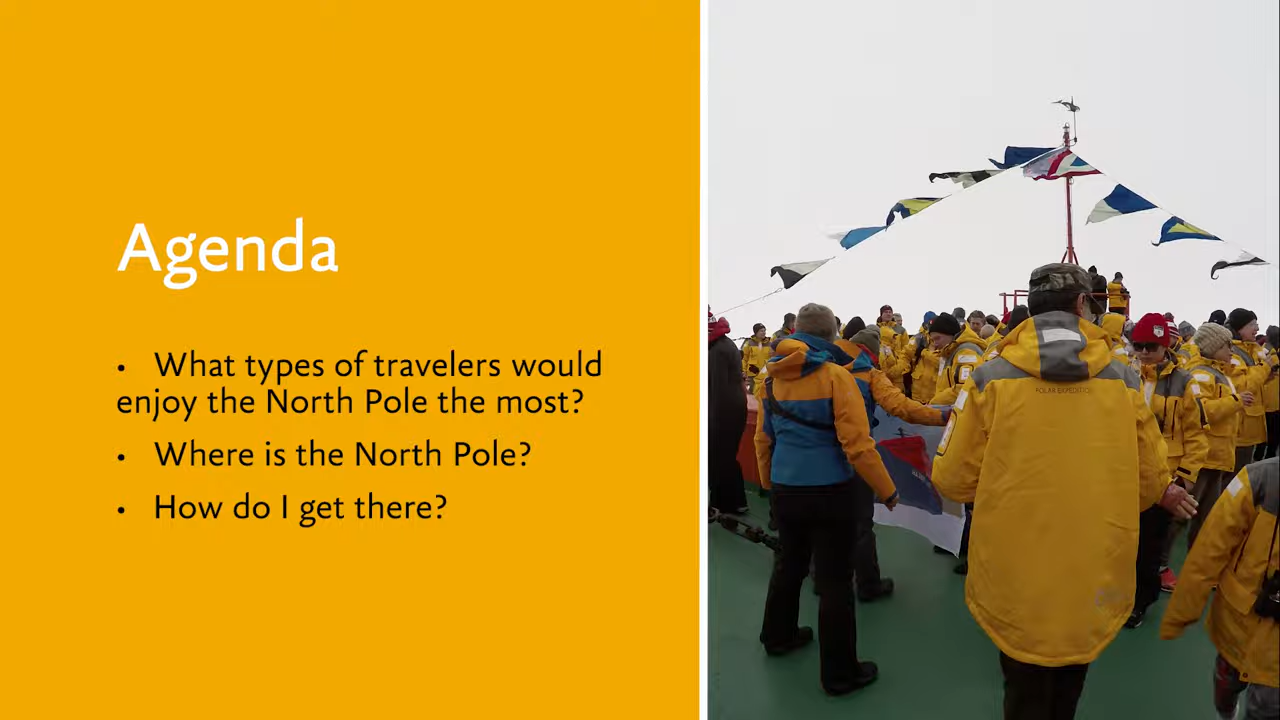 Agenda
• What types of travelers would
enjoy the North Pole the most?
• Where is the North Pole?
• How do I get there?
POLAR EXPEDITION